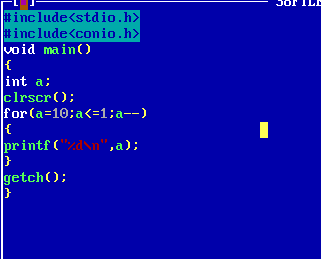 #include<stdio.h>
#include<conio.h>
void main()
{
int a;
clrscr();
for(a=10;a<=1;a--)
{
printf("%d\n",a);
}
getch();
}